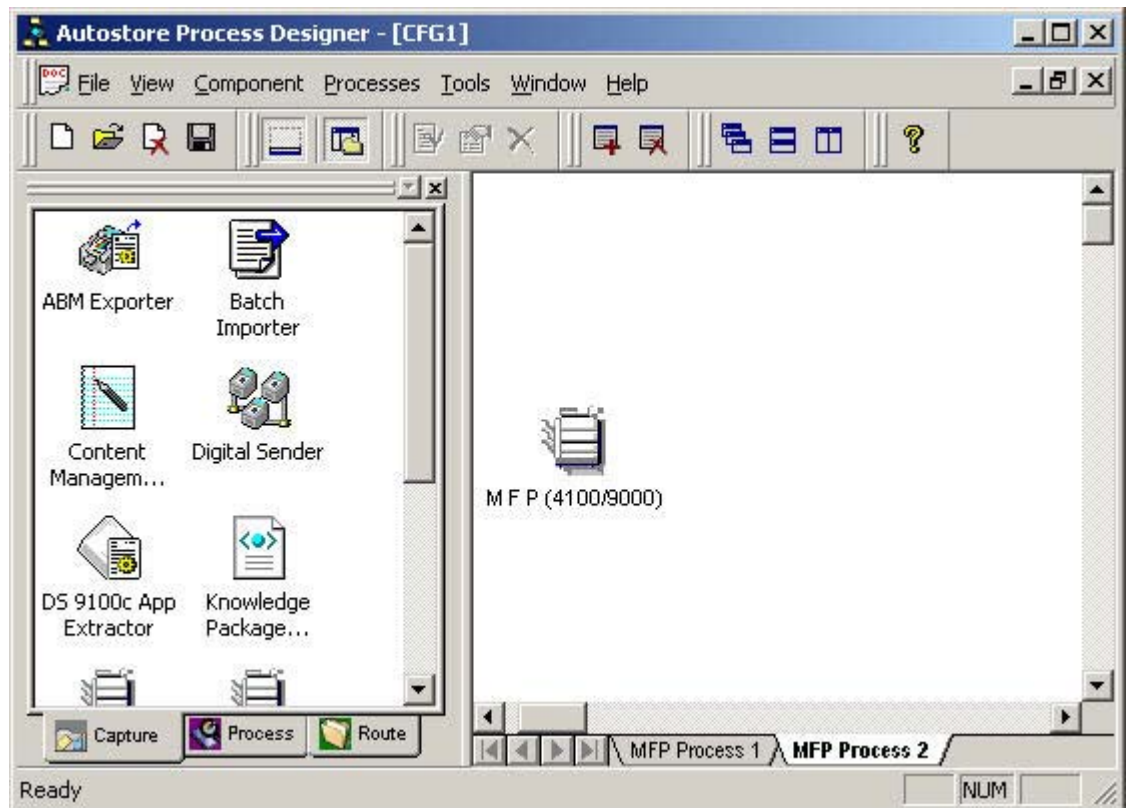 Autostore Process Designer - [CFG1]
DOC File View Component Processes Tools Window Help
ABM Exporter
Batch
Importer
Content
Managem...
Digital Sender
DS 9100c App
Extractor
Knowledge
Package...
M F P (4100/9000)
Capture Process Route
MFP Process 1 MFP Process 2
Ready NUM